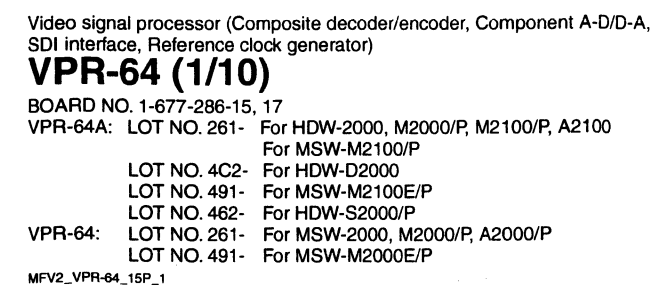 Video signal processor (Composite decoder/encoder, Component A-D/D-A,
SDI interface, Reference clock generator)
VPR-64 (1/10)
BOARD NO. 1-677-286-15, 17
VPR-64A: LOT NO. 261- For HDW-2000, M2000/P, M2100/P, A2100
For MSW-M2100/P
LOT NO. 4C2- For HDW-D2000
LOT NO. 491- For MSW-M2100E/P
LOT NO. 462- For HDW-S2000/P
VPR-64: LOT NO. 261- For MSW-2000, M2000/P, A2000/P
LOT NO. 491- For MSW-M2000E/P
MFV2_VPR-64_15P_1